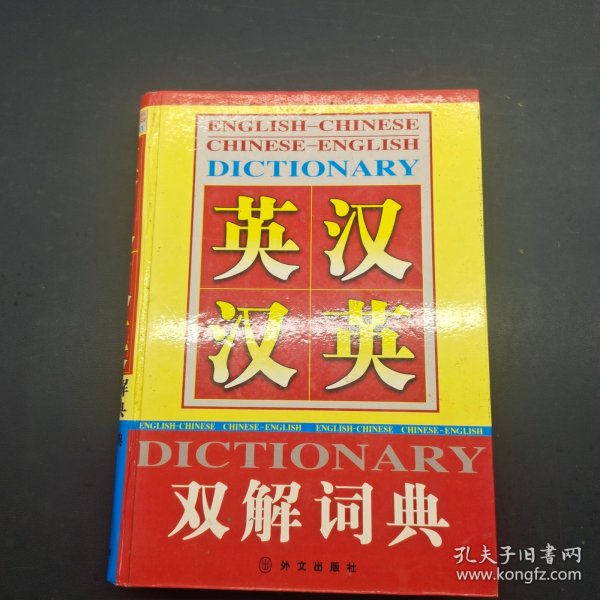 ENGLISH-CHINESE
CHINESE-ENGLISH
DICTIONARY
英汉
汉英
ENGLISH-CHINESE CHINESE-ENGLISH ENGLISH-CHINESE CHINESE-ENGLISH
DICTIONARY
双解词典
外文出版社
孔夫子旧书网
www.kongfz.com